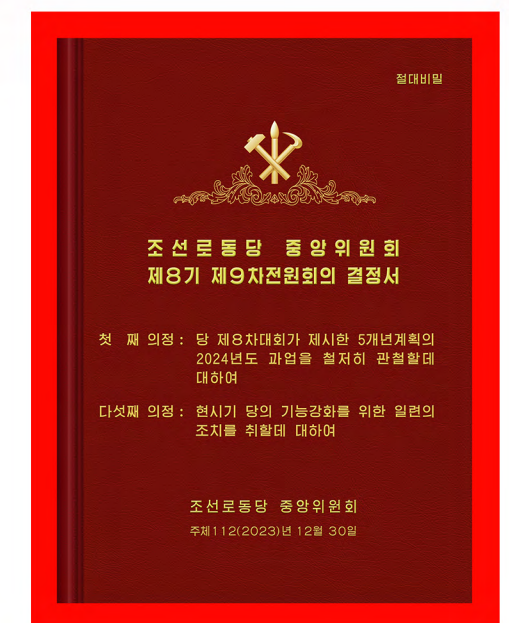 절대비밀
조선로동당 중앙위원회
제8기 제9차전원회의 결정서
첫 째 의정 : 당 제8차대회가 제시한 5개년계획의
2024년도 과업을 철저히 관철할데
대하여
다섯째 의정 : 현시기 당의 기능강화를 위한 일련의
조치를 취할데 대하여
조선로동당 중앙위원회
주체112(2023)년 12월 30일